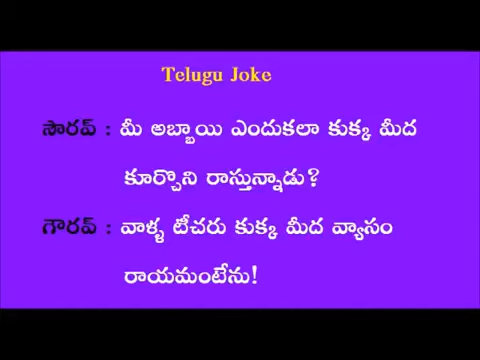 Telugu Joke
సౌరవ్ : మీ అబ్బాయి ఎందుకలా కుక్క మీద
కూర్చొని రాస్తున్నాడు?
గౌరవ్ : వాళ్ళ టీచరు కుక్క మీద వ్యాసం
రాయమంటేను!